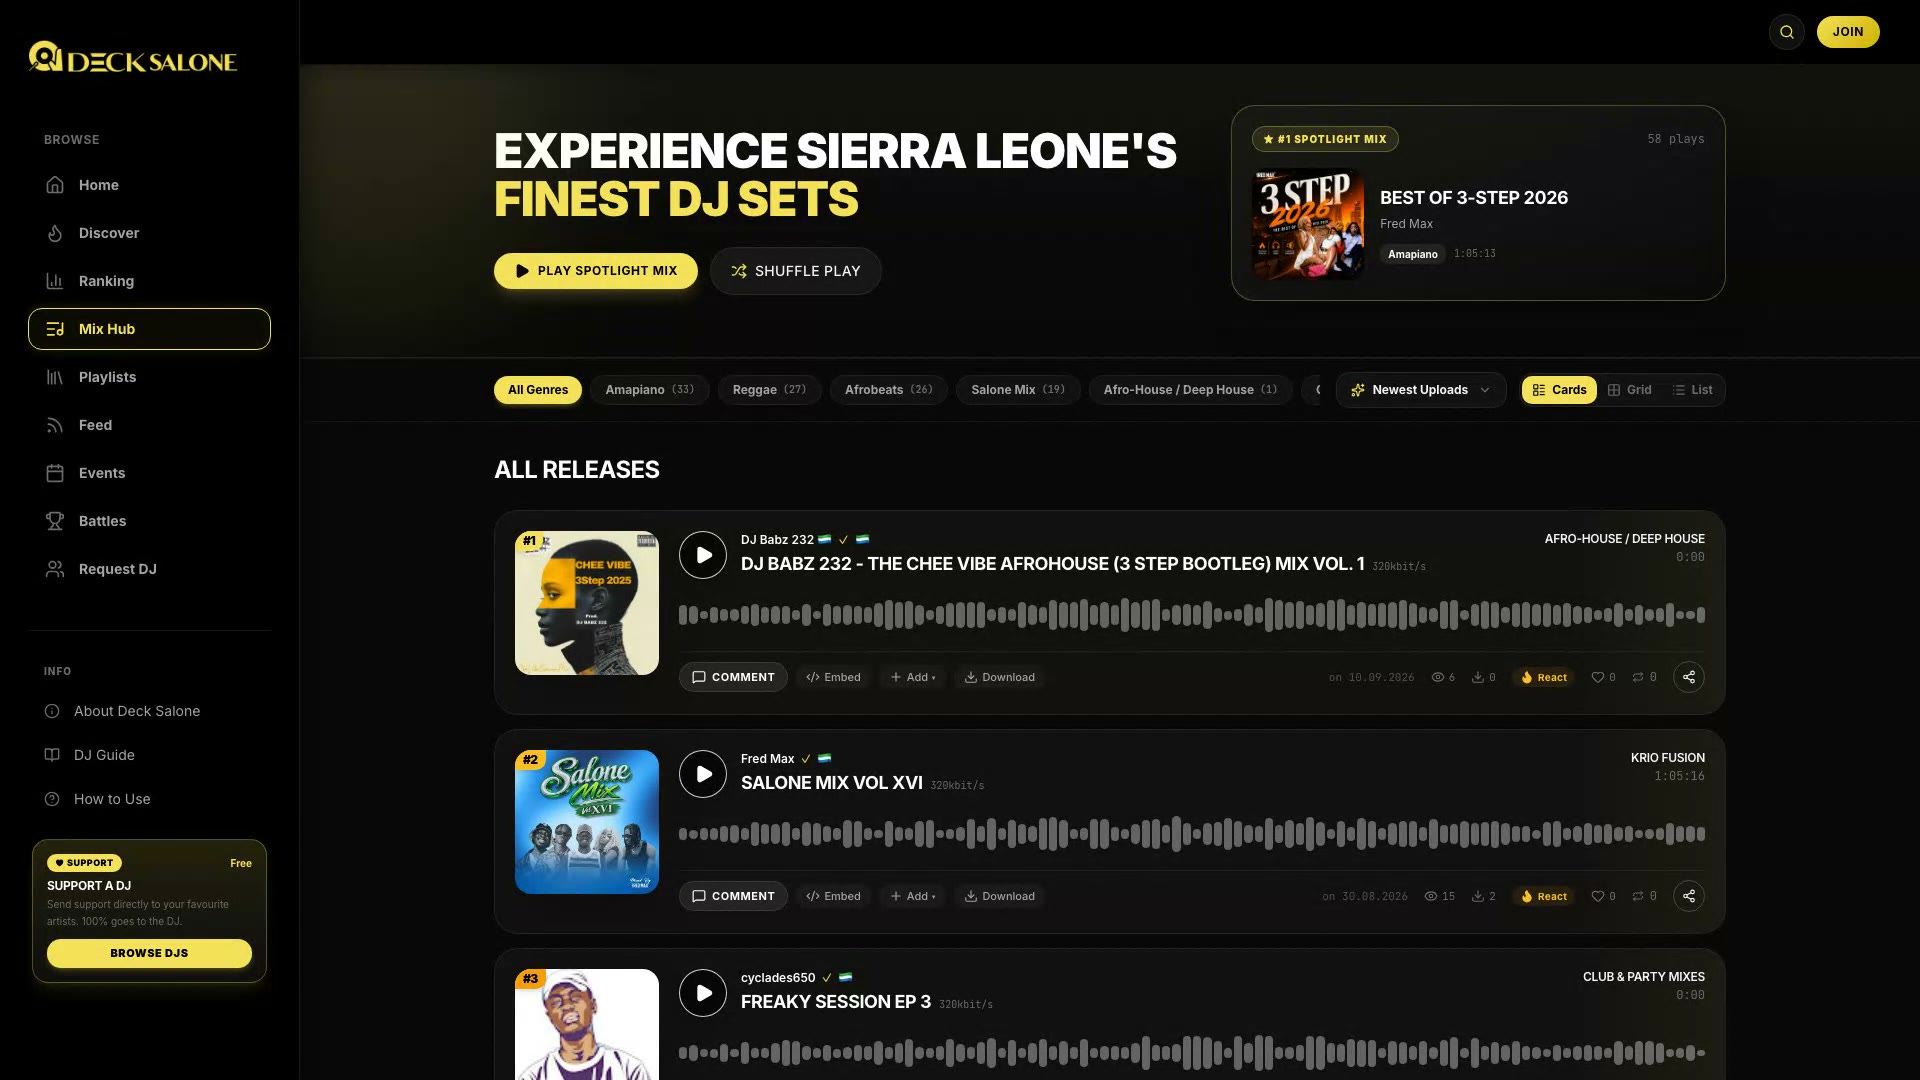 DECK SALONE
JOIN
BROWSE
Home
Discover
Ranking
Mix Hub
Playlists
Feed
Events
Battles
Request DJ
INFO
About Deck Salone
DJ Guide
How to Use
SUPPORT
Free
SUPPORT A DJ
Send support directly to your favourite
artists. 100% goes to the DJ.
BROWSE DJS
EXPERIENCE SIERRA LEONE'S
FINEST DJ SETS
PLAY SPOTLIGHT MIX
SHUFFLE PLAY
#1 SPOTLIGHT MIX
58 plays
3 STEP
2026
BEST OF 3-STEP 2026
Fred Max
Amapiano 1:05:13
All Genres
Amapiano (33)
Reggae (27)
Afrobeats (26)
Salone Mix (19)
Afro-House / Deep House (1)
Newest Uploads
Cards
Grid
List
ALL RELEASES
#1
CHEE VIBE
3Step 2025
Prod.
DJ BABZ 232
DJ Babz 232
AFRO-HOUSE / DEEP HOUSE
DJ BABZ 232 - THE CHEE VIBE AFROHOUSE (3 STEP BOOTLEG) MIX VOL. 1 320kbit/s
0:00
COMMENT
Embed
Add
Download
on 10.09.2026
6
0
React
0
0
#2
Salone
Mix
Vol XVI
Fred Max
KRIO FUSION
SALONE MIX VOL XVI 320kbit/s
1:05:16
COMMENT
Embed
Add
Download
on 30.08.2026
15
2
React
0
0
#3
cyclades650
CLUB & PARTY MIXES
FREAKY SESSION EP 3 320kbit/s
0:00